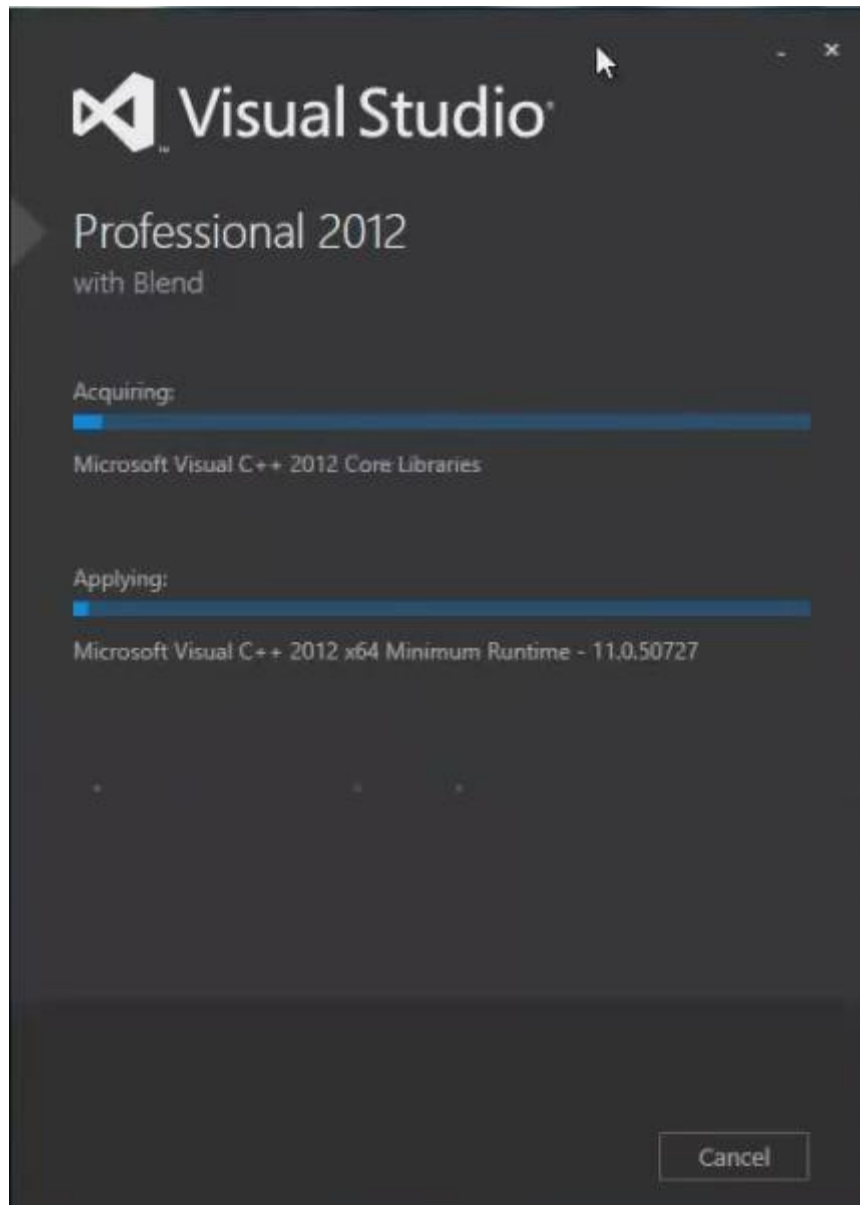 Visual Studio®
Professional 2012
with Blend
Acquiring:
Microsoft Visual C++ 2012 Core Libraries
Applying:
Microsoft Visual C++ 2012 x64 Minimum Runtime - 11.0.50727
Cancel